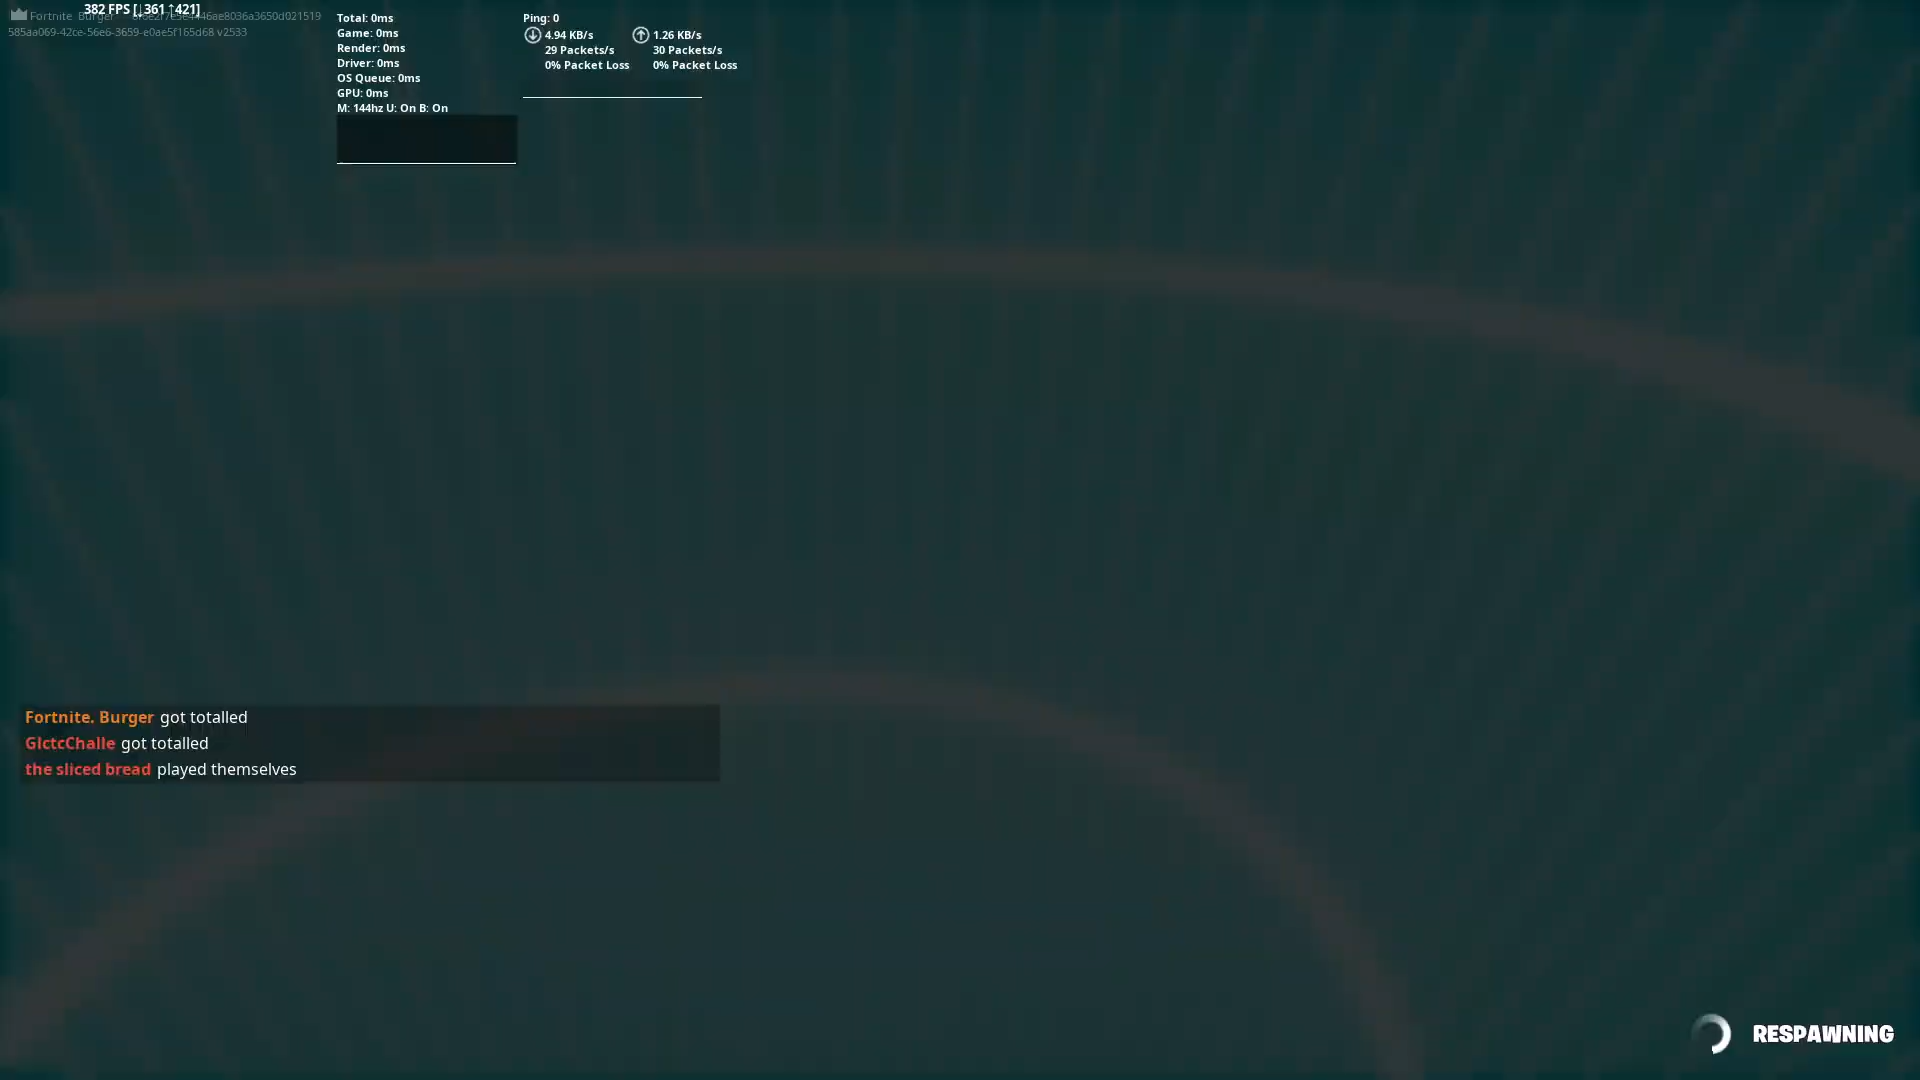 382 FPS [↓361 ↑421]
Fortnite Burger
585aa069-42ce-56e6-3659-e0ae5f165d68 v2533
Total: 0ms
Game: 0ms
Render: 0ms
Driver: 0ms
OS Queue: 0ms
GPU: 0ms
M: 144hz U: On B: On
Ping: 0
4.94 KB/s 1.26 KB/s
29 Packets/s 30 Packets/s
0% Packet Loss 0% Packet Loss
Fortnite. Burger got totalled
GlctcChalle got totalled
the sliced bread played themselves
RESPAWNING